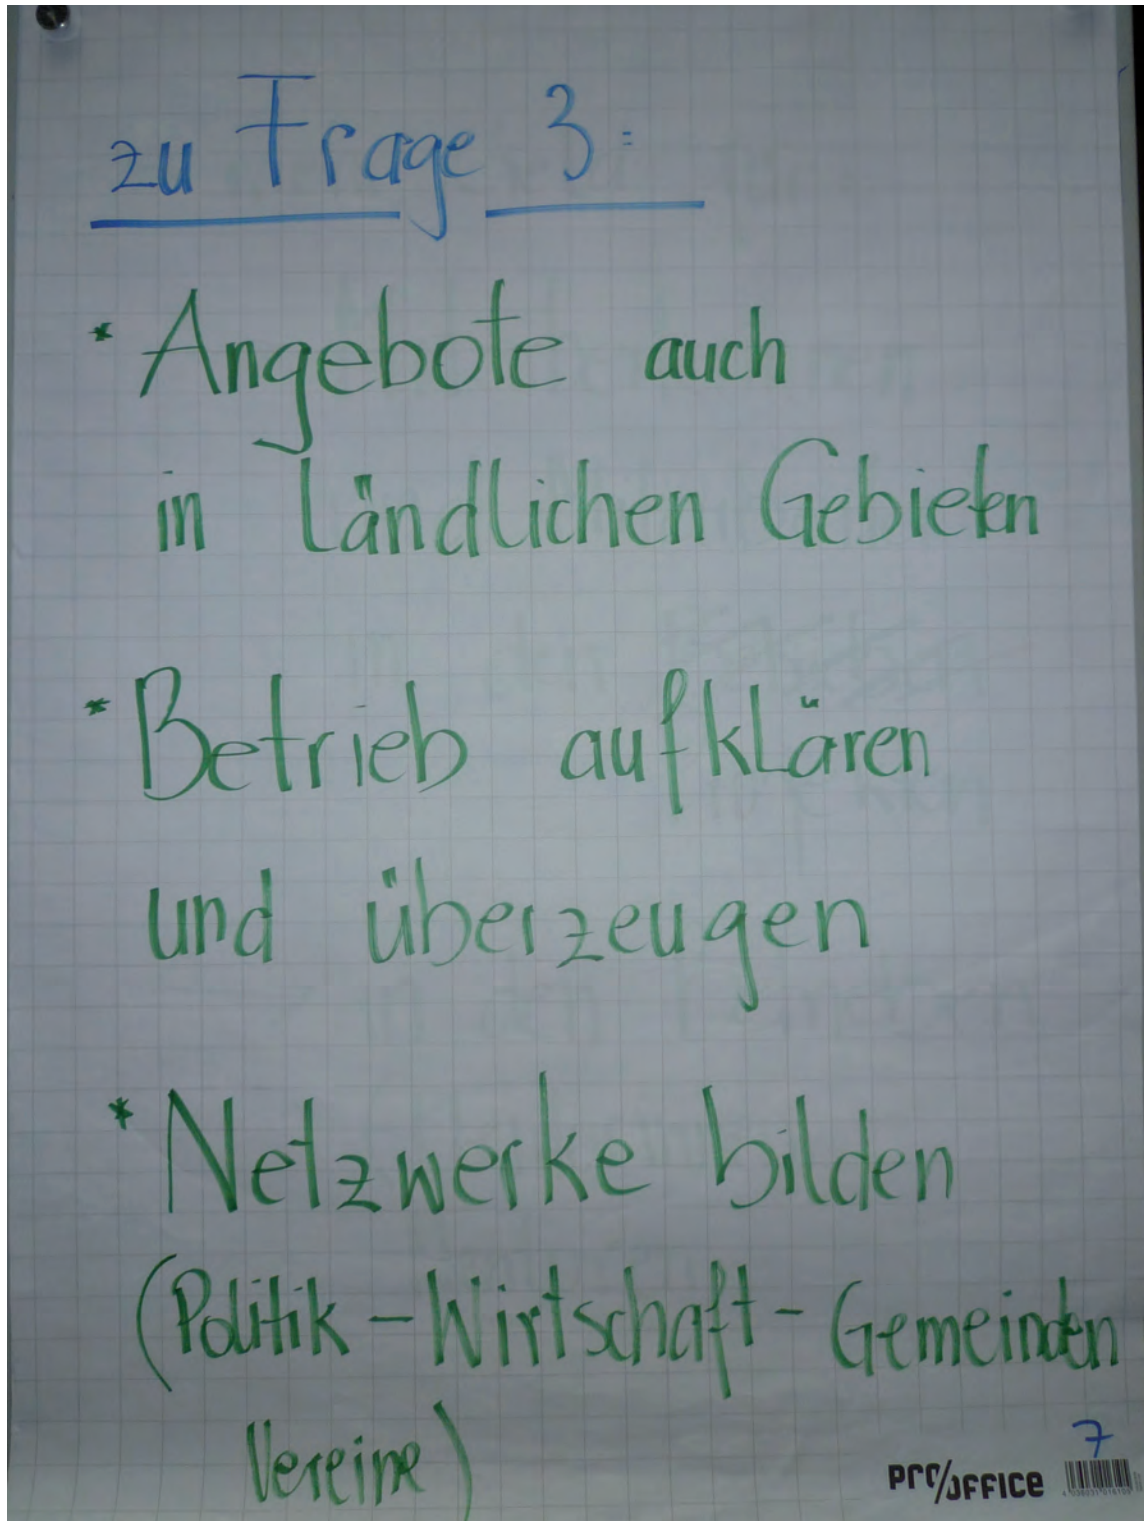 zu Frage 3:
* Angebote auch
in Ländlichen Gebieten
* Betrieb aufklären
und überzeugen
* Netzwerke bilden
(Politik – Wirtschaft – Gemeinden
Vereine)
7
PRO/OFFICE